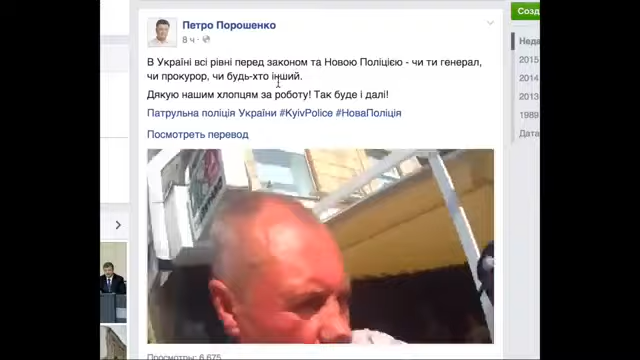 Петро Порошенко
8 ч ·
В Україні всі рівні перед законом та Новою Поліцією - чи ти генерал,
чи прокурор, чи будь-хто інший.
Дякую нашим хлопцям за роботу! Так буде і далі!
Патрульна поліція України #KyivPolice #НоваПоліція
Посмотреть перевод
Просмотры: 6 675
Созд
Неда
2015
2014
2013
1989
Дата